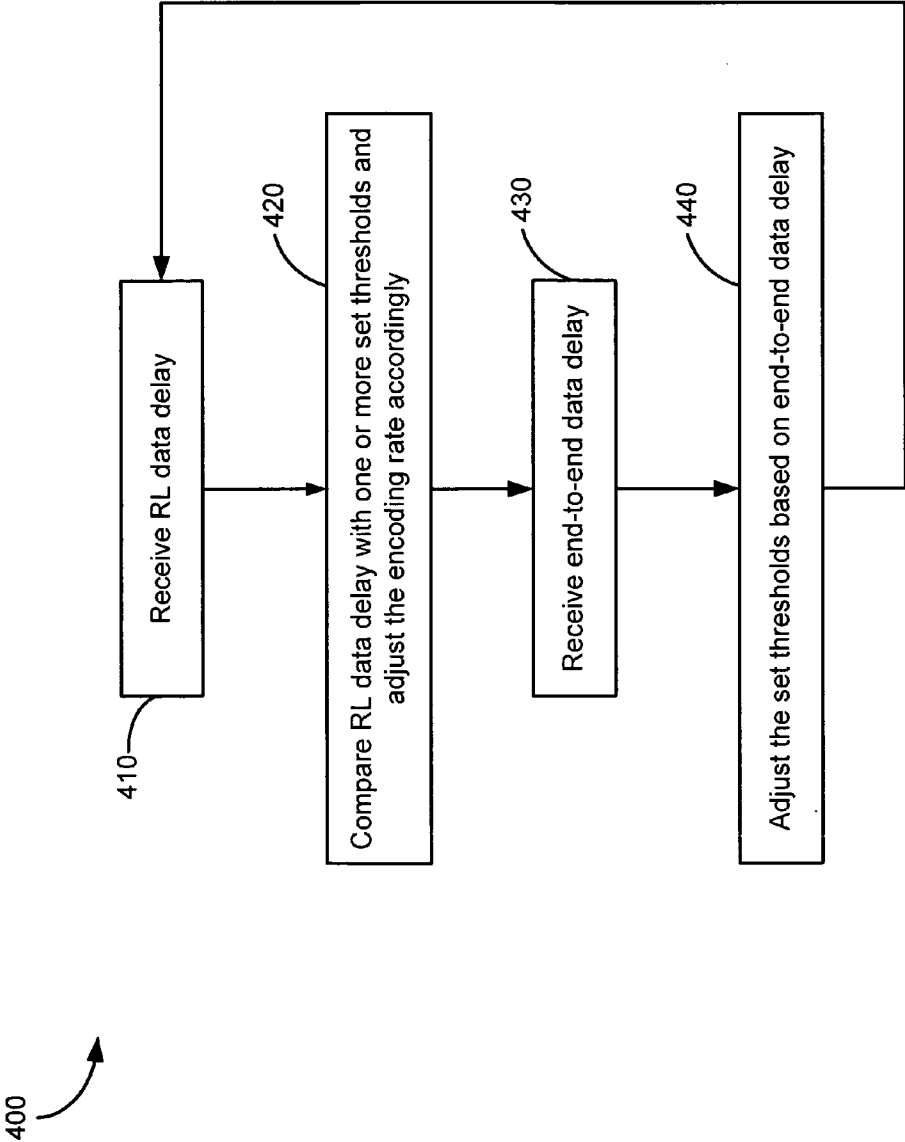 400
410
Receive RL data delay
420
Compare RL data delay with one or more set thresholds and
adjust the encoding rate accordingly
430
Receive end-to-end data delay
440
Adjust the set thresholds based on end-to-end data delay